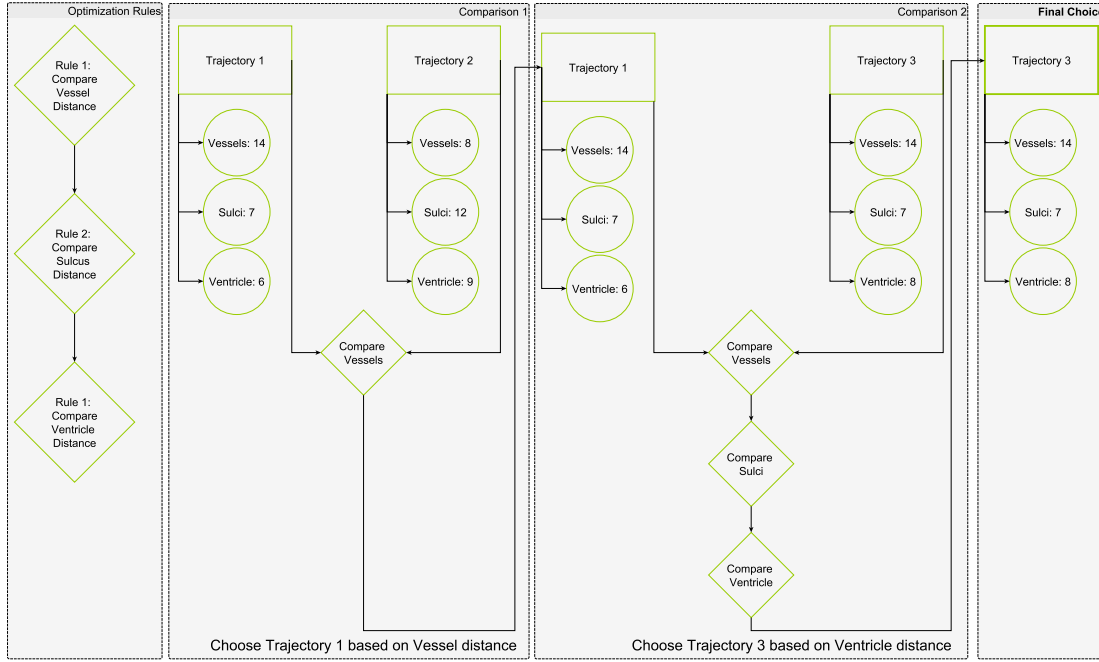 Optimization Rules
Rule 1:
Compare
Vessel
Distance
Rule 2:
Compare
Sulcus
Distance
Rule 1:
Compare
Ventricle
Distance
Comparison 1
Trajectory 1
Vessels: 14
Sulci: 7
Ventricle: 6
Trajectory 2
Vessels: 8
Sulci: 12
Ventricle: 9
Compare
Vessels
Choose Trajectory 1 based on Vessel distance
Comparison 2
Trajectory 1
Vessels: 14
Sulci: 7
Ventricle: 6
Trajectory 3
Vessels: 14
Sulci: 7
Ventricle: 8
Compare
Vessels
Compare
Sulci
Compare
Ventricle
Choose Trajectory 3 based on Ventricle distance
Final Choice
Trajectory 3
Vessels: 14
Sulci: 7
Ventricle: 8